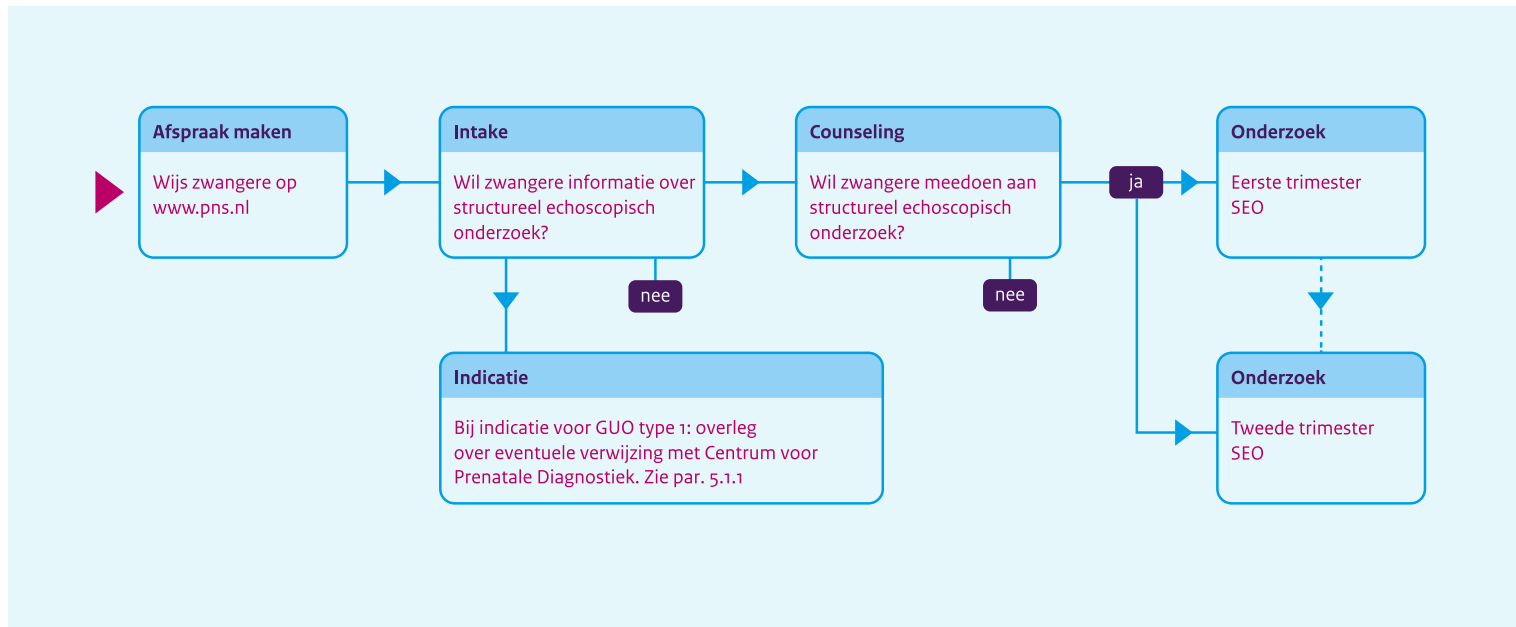 Afspraak maken
Wijs zwangere op
www.pns.nl
Intake
Wil zwangere informatie over
structureel echoscopisch
onderzoek?
nee
Counseling
Wil zwangere meedoen aan
structureel echoscopisch
onderzoek?
nee
ja
Onderzoek
Eerste trimester
SEO
Indicatie
Bij indicatie voor GUO type 1: overleg
over eventuele verwijzing met Centrum voor
Prenatale Diagnostiek. Zie par. 5.1.1
Onderzoek
Tweede trimester
SEO